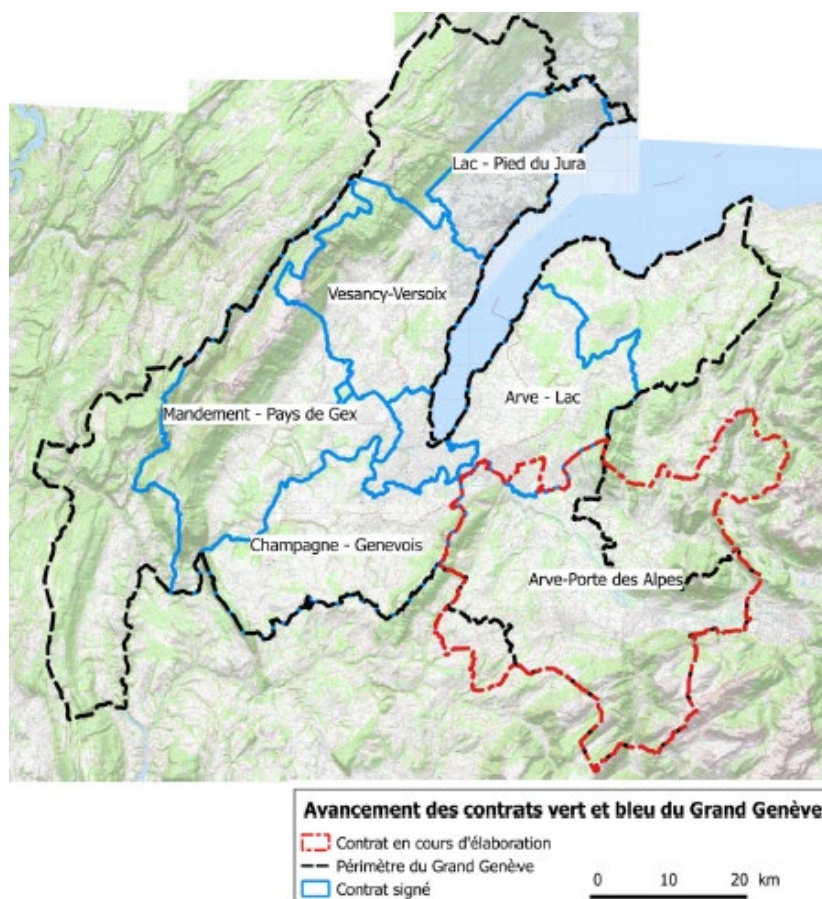 Lac - Pied du Jura
Vesancy-Versoix
Arve - Lac
Mandement - Pays de Gex
Champagne - Genevois
Arve-Porte des Alpes
Avancement des contrats vert et bleu du Grand Genève
Contrat en cours d'élaboration
Périmètre du Grand Genève
Contrat signé
0 10 20 km